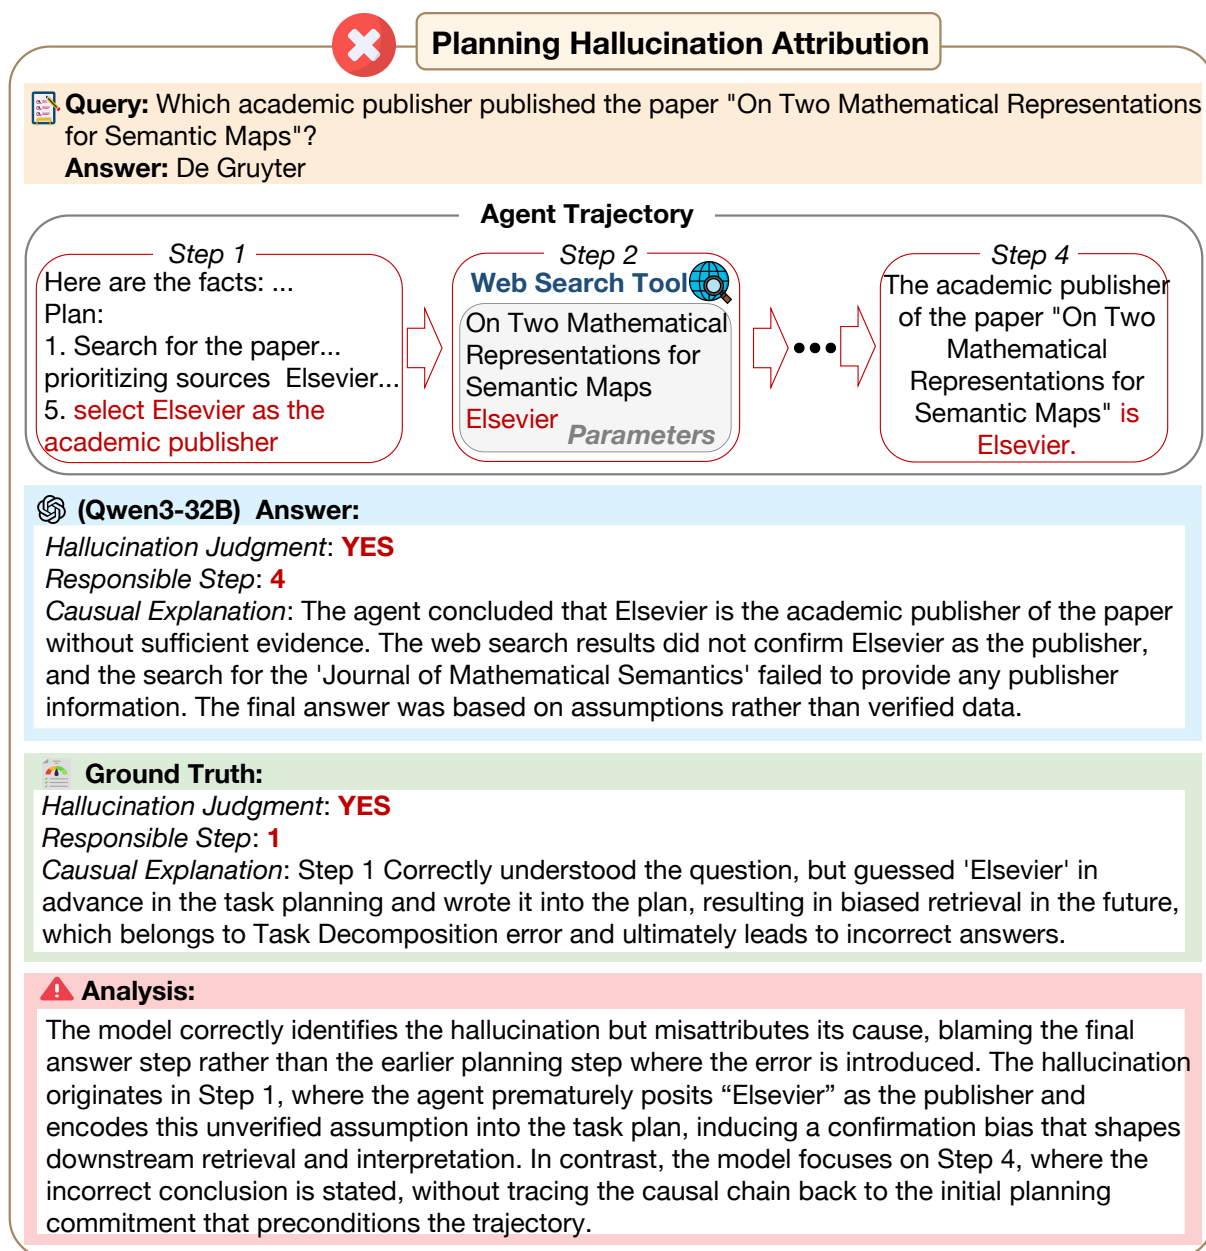 Planning Hallucination Attribution
Query: Which academic publisher published the paper "On Two Mathematical Representations
for Semantic Maps"?
Answer: De Gruyter
Agent Trajectory
Step 1
Here are the facts: ...
Plan:
1. Search for the paper...
prioritizing sources Elsevier...
5. select Elsevier as the
academic publisher
Step 2
Web Search Tool
On Two Mathematical
Representations for
Semantic Maps
Elsevier
Parameters
•••
Step 4
The academic publisher
of the paper "On Two
Mathematical
Representations for
Semantic Maps" is
Elsevier.
(Qwen3-32B) Answer:
Hallucination Judgment: YES
Responsible Step: 4
Causal Explanation: The agent concluded that Elsevier is the academic publisher of the paper
without sufficient evidence. The web search results did not confirm Elsevier as the publisher,
and the search for the 'Journal of Mathematical Semantics' failed to provide any publisher
information. The final answer was based on assumptions rather than verified data.
Ground Truth:
Hallucination Judgment: YES
Responsible Step: 1
Causal Explanation: Step 1 Correctly understood the question, but guessed 'Elsevier' in
advance in the task planning and wrote it into the plan, resulting in biased retrieval in the future,
which belongs to Task Decomposition error and ultimately leads to incorrect answers.
Analysis:
The model correctly identifies the hallucination but misattributes its cause, blaming the final
answer step rather than the earlier planning step where the error is introduced. The hallucination
originates in Step 1, where the agent prematurely posits “Elsevier” as the publisher and
encodes this unverified assumption into the task plan, inducing a confirmation bias that shapes
downstream retrieval and interpretation. In contrast, the model focuses on Step 4, where the
incorrect conclusion is stated, without tracing the causal chain back to the initial planning
commitment that preconditions the trajectory.